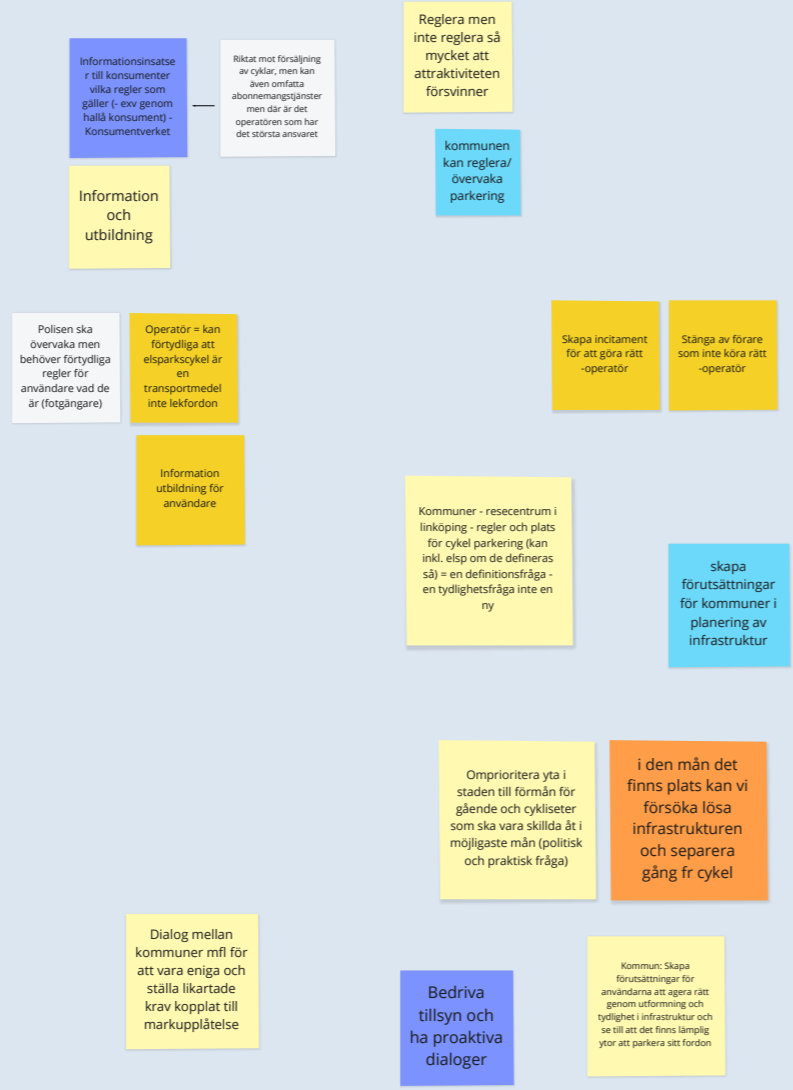 Informationsinsatse
r till konsumenter
vilka regler som
gäller (- exv genom
hallå konsument) -
Konsumentverket
Riktat mot försäljning
av cyklar, men kan
även omfatta
abonnemangstjänster
men där är det
operatören som har
det största ansvaret
Reglera men
inte reglera så
mycket att
attraktiviteten
försvinner
kommunen
kan reglera/
övervaka
parkering
Information
och
utbildning
Polisen ska
övervaka men
behöver förtydliga
regler för
användare vad de
är (fotgängare)
Operatör = kan
förtydliga att
elsparkscykel är
en
transportmedel
inte lekfordon
Skapa incitament
för att göra rätt
-operatör
Stänga av förare
som inte köra rätt
-operatör
Information
utbildning för
användare
Kommuner - resecentrum i
linköping - regler och plats
för cykel parkering (kan
inkl. elsp om de defineras
så) = en definitionsfråga -
en tydlighetsfråga inte en
ny
skapa
förutsättningar
för kommuner i
planering av
infrastruktur
Omprioritera yta i
staden till förmån för
gående och cykliseter
som ska vara skillda åt i
möjligaste mån (politisk
och praktisk fråga)
i den mån det
finns plats kan vi
försöka lösa
infrastrukturen
och separera
gång fr cykel
Dialog mellan
kommuner mfl för
att vara eniga och
ställa likartade
krav kopplat till
markupplåtelse
Bedriva
tillsyn och
ha proaktiva
dialoger
Kommun: Skapa
förutsättningar för
användarna att agera rätt
genom utformning och
tydlighet i infrastruktur och
se till att det finns lämplig
ytor att parkera sitt fordon